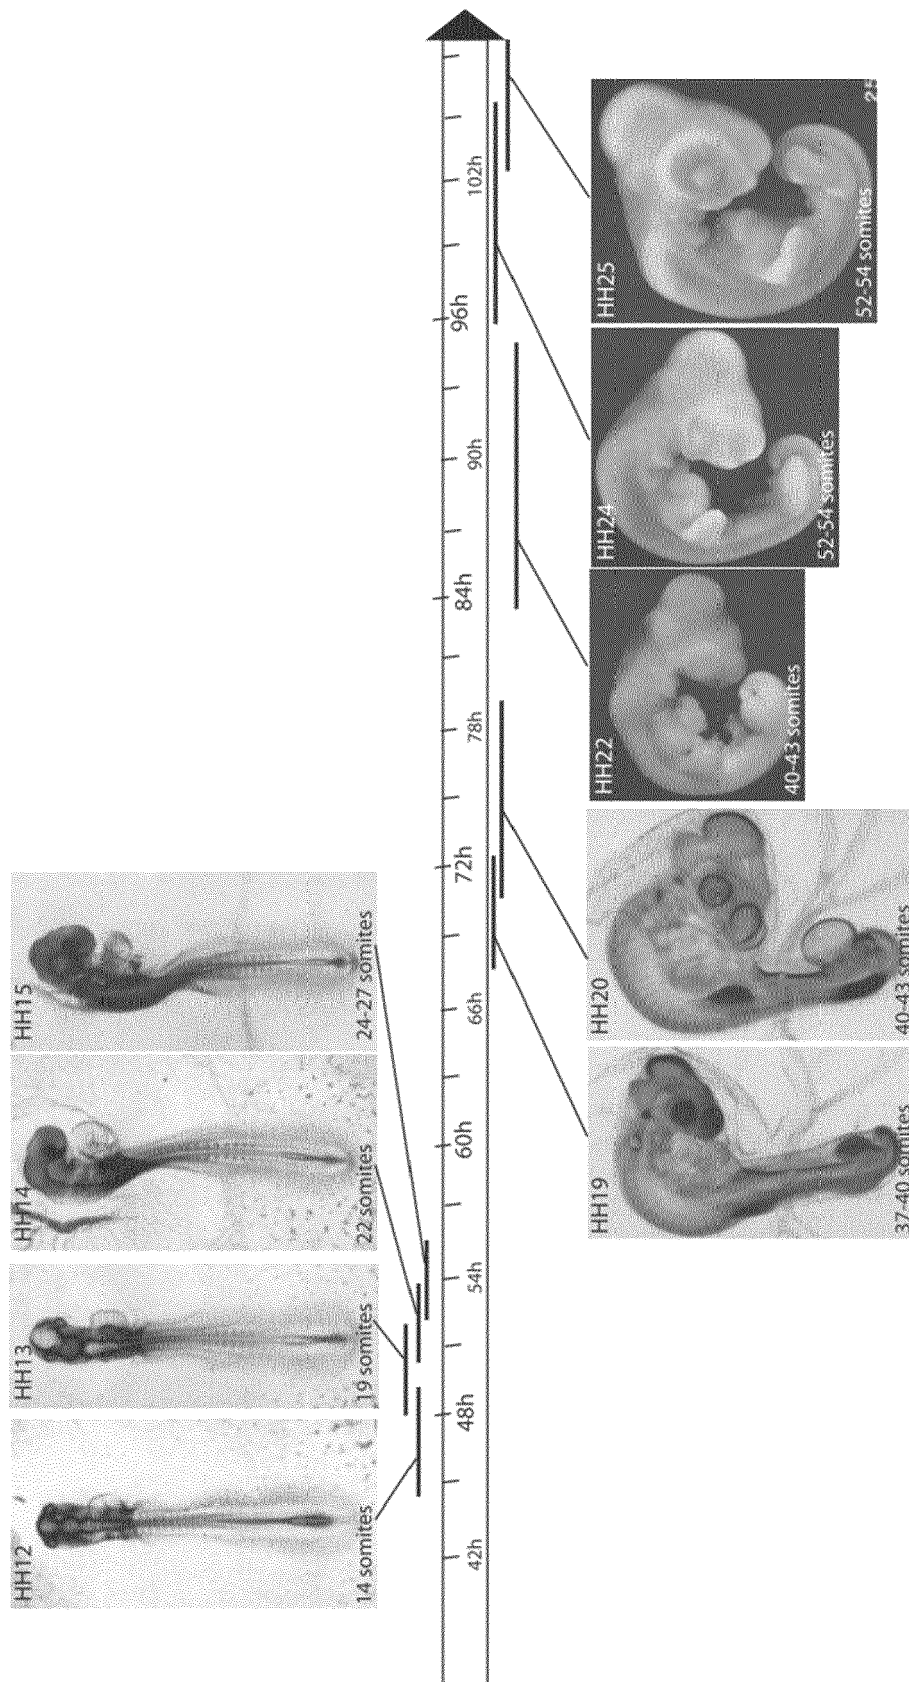 HH12
14 somites
HH13
19 somites
HH14
22 somites
HH15
24-27 somites
42h
48h
54h
60h
66h
72h
78h
84h
90h
96h
102h
HH19
37-40 somites
HH20
40-43 somites
HH22
40-43 somites
HH24
52-54 somites
HH25
52-54 somites